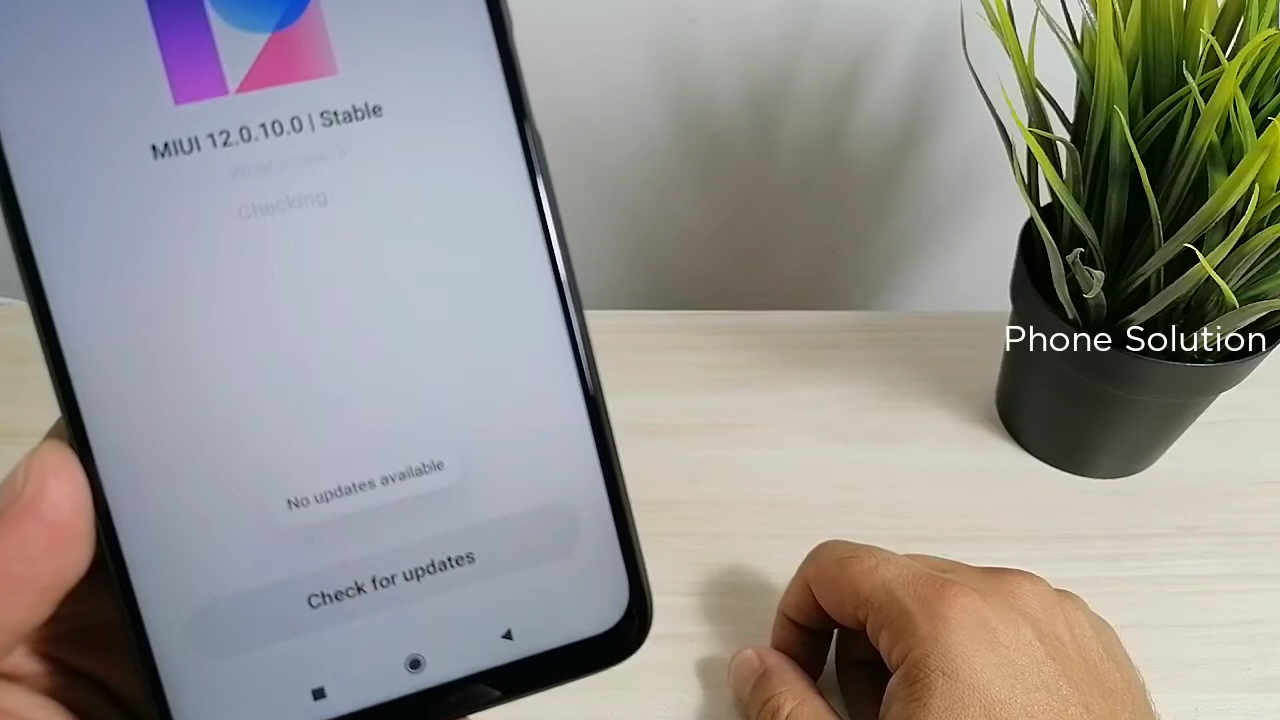 MIUI 12.0.10.0 | Stable
Checking..
No updates available
Check for updates
Phone Solution